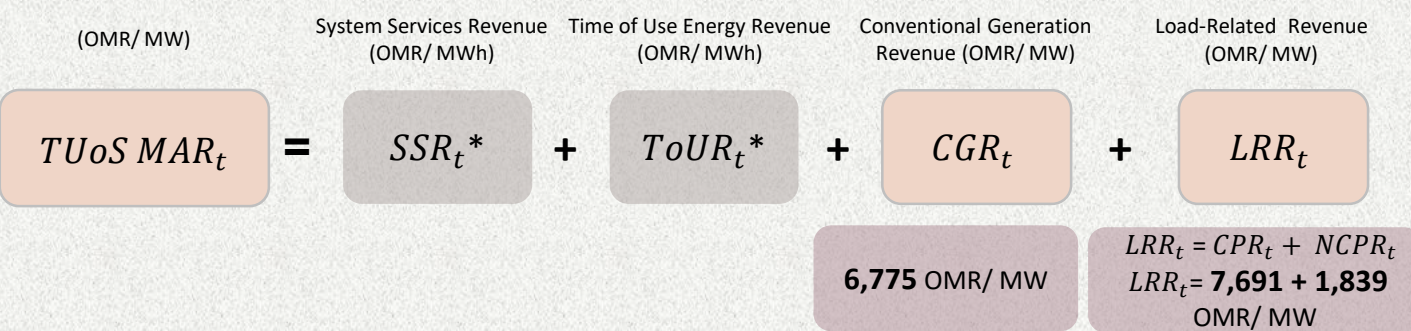 (OMR/ MW)
System Services Revenue
(OMR/ MWh)
Time of Use Energy Revenue
(OMR/ MWh)
Conventional Generation
Revenue (OMR/ MW)
Load-Related  Revenue
(OMR/ MW)
TUoS MARₜ = SSRₜ* + ToURₜ* + CGRₜ + LRRₜ
6,775 OMR/ MW
LRRₜ = CPRₜ + NCPRₜ
LRRₜ= 7,691 + 1,839
OMR/ MW